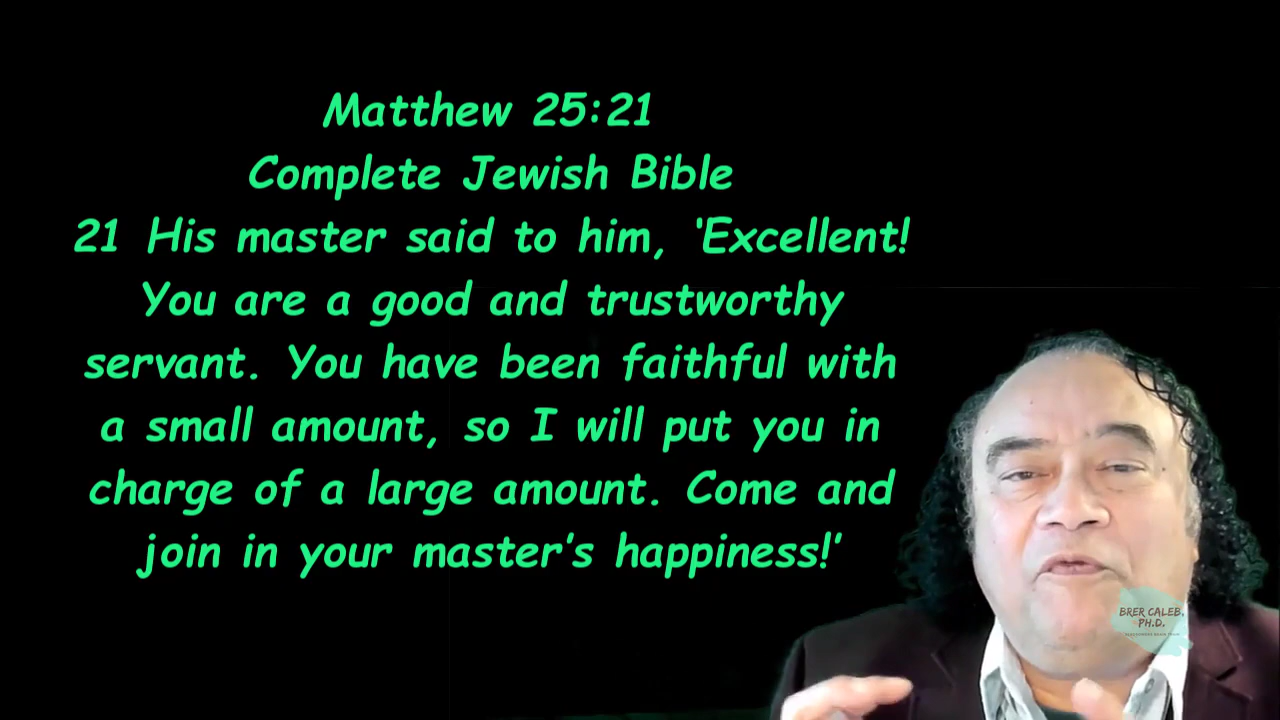 Matthew 25:21
Complete Jewish Bible
21 His master said to him, ‘Excellent!
You are a good and trustworthy
servant. You have been faithful with
a small amount, so I will put you in
charge of a large amount. Come and
join in your master’s happiness!’
BRER CALEB,
PH.D.